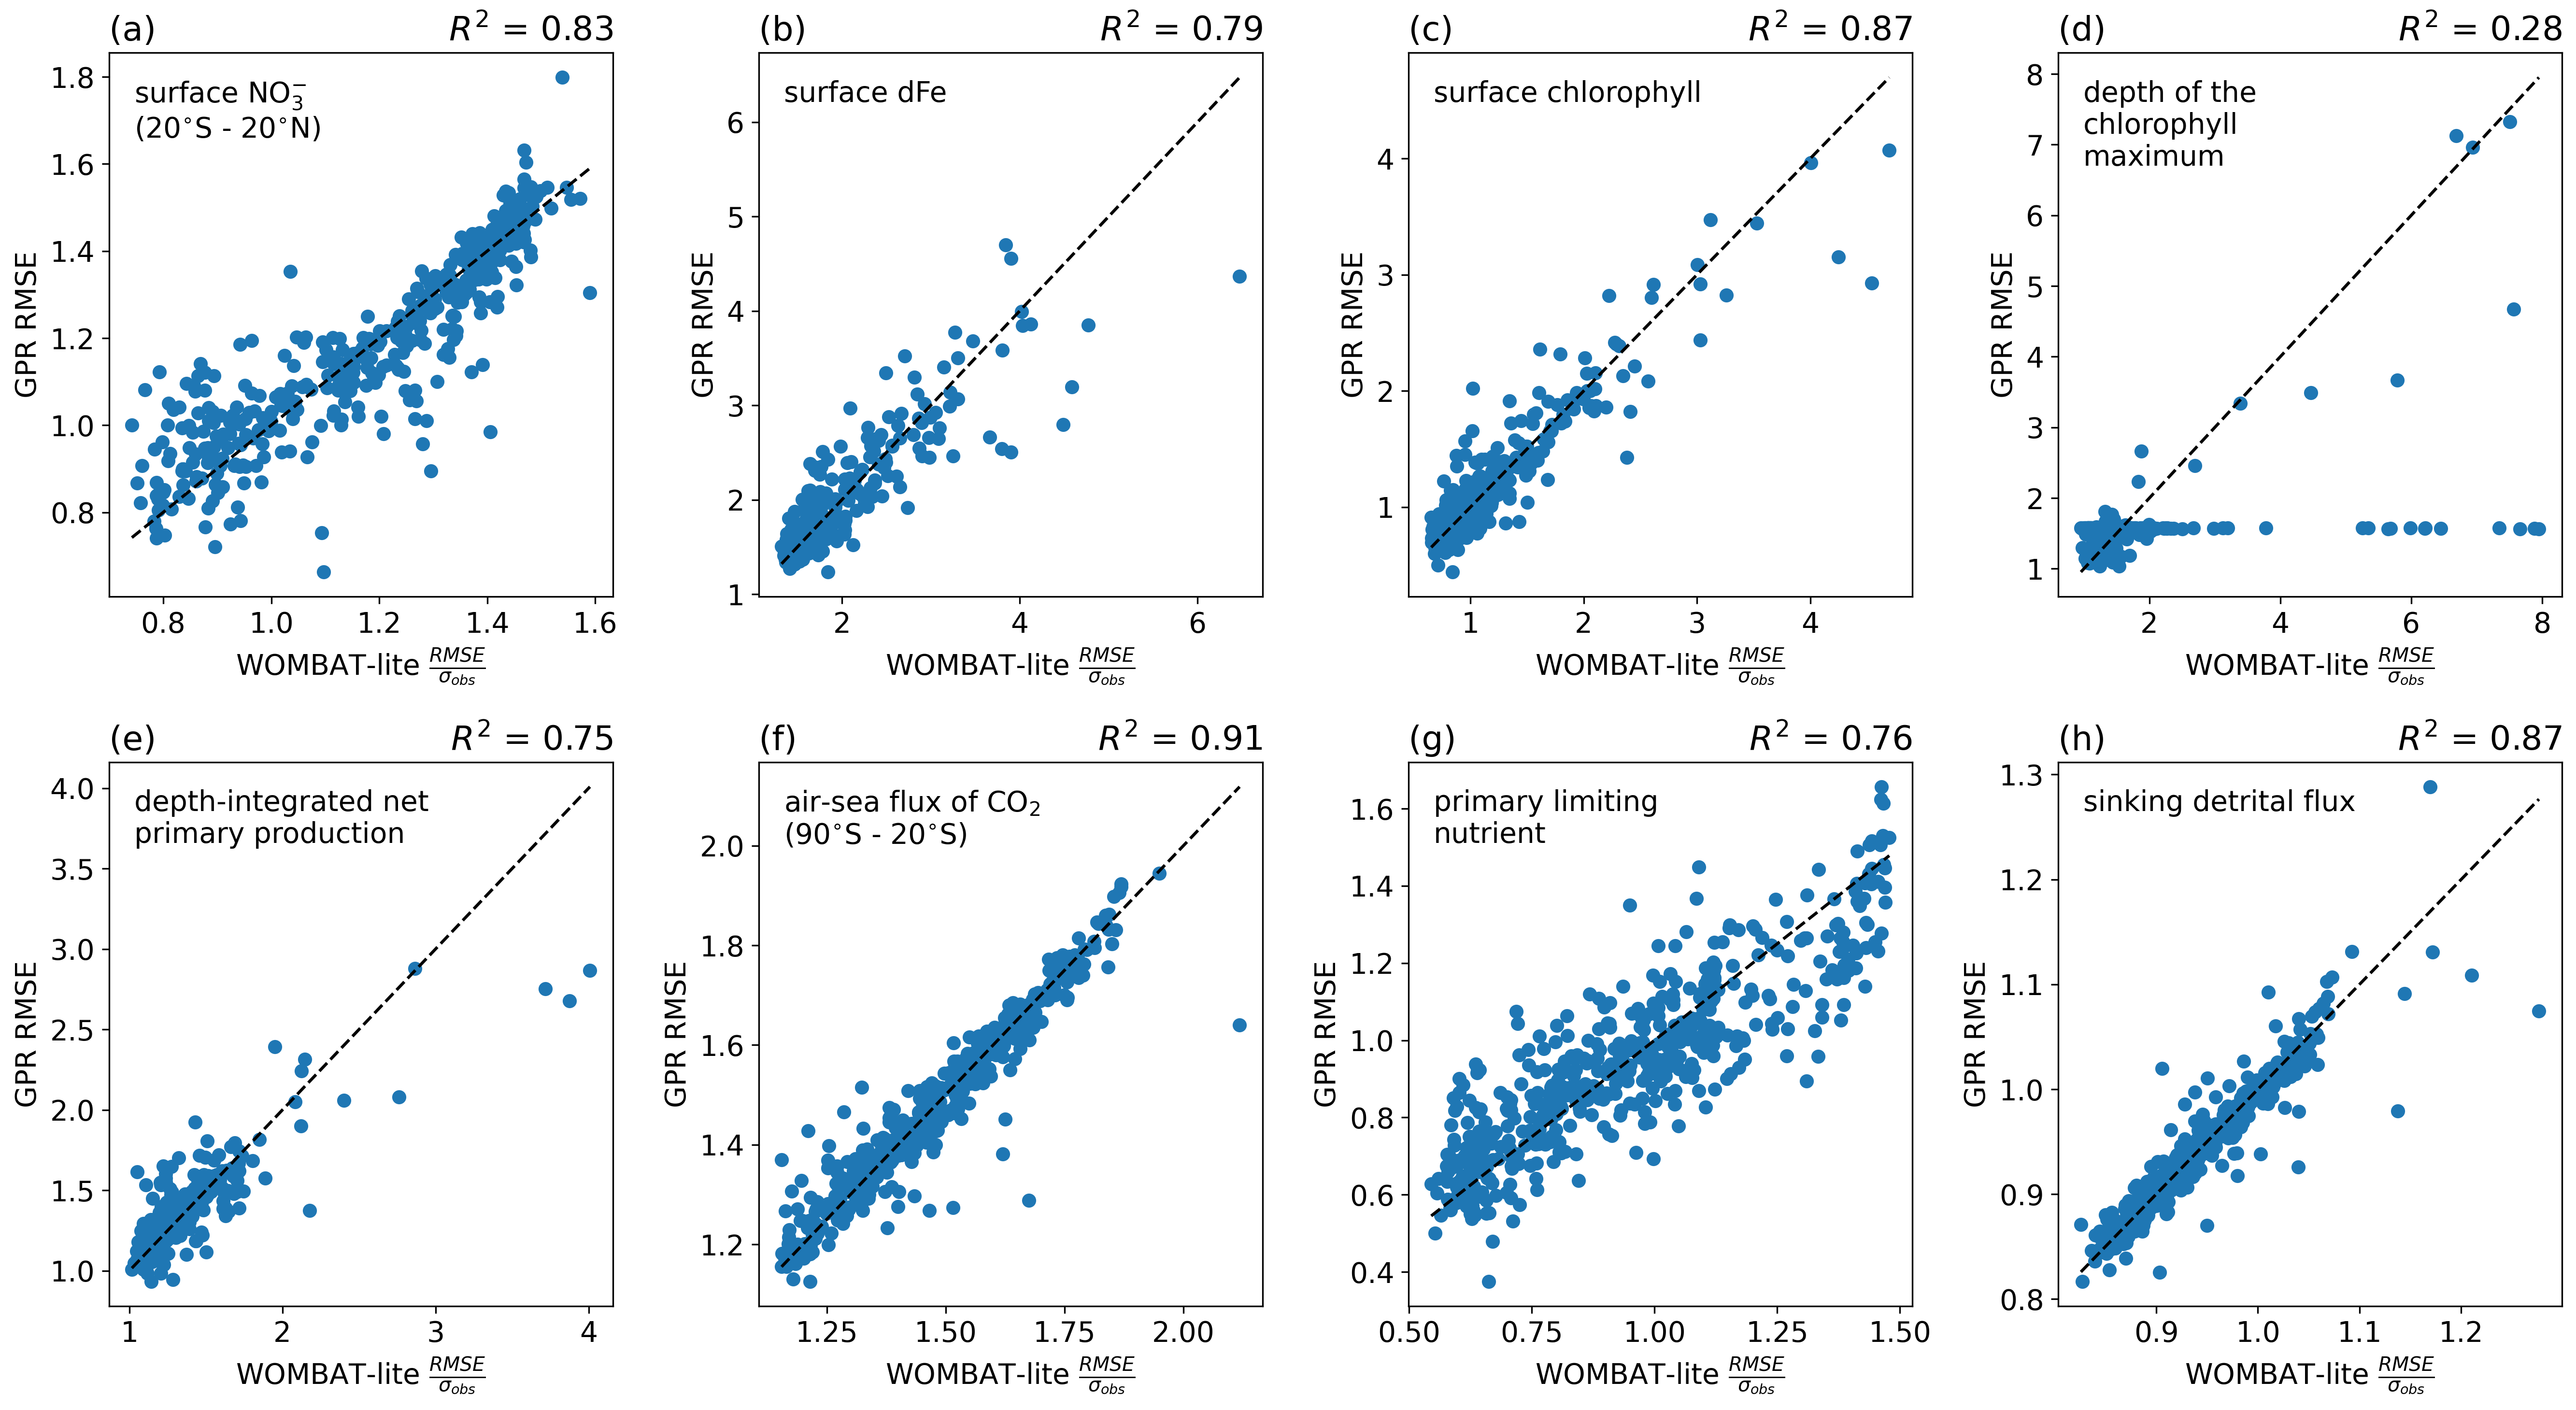 (a) R² = 0.83
surface NO₃⁻
(20°S - 20°N)
1.8
1.6
1.4
1.2
1.0
0.8
GPR RMSE
0.8 1.0 1.2 1.4 1.6
WOMBAT-lite RMSE/σobs
(b) R² = 0.79
surface dFe
6
5
4
3
2
1
GPR RMSE
2 4 6
WOMBAT-lite RMSE/σobs
(c) R² = 0.87
surface chlorophyll
4
3
2
1
GPR RMSE
1 2 3 4
WOMBAT-lite RMSE/σobs
(d) R² = 0.28
depth of the
chlorophyll
maximum
8
7
6
5
4
3
2
1
GPR RMSE
2 4 6 8
WOMBAT-lite RMSE/σobs
(e) R² = 0.75
depth-integrated net
primary production
4.0
3.5
3.0
2.5
2.0
1.5
1.0
GPR RMSE
1 2 3 4
WOMBAT-lite RMSE/σobs
(f) R² = 0.91
air-sea flux of CO₂
(90°S - 20°S)
2.0
1.8
1.6
1.4
1.2
GPR RMSE
1.25 1.50 1.75 2.00
WOMBAT-lite RMSE/σobs
(g) R² = 0.76
primary limiting
nutrient
1.6
1.4
1.2
1.0
0.8
0.6
0.4
GPR RMSE
0.50 0.75 1.00 1.25 1.50
WOMBAT-lite RMSE/σobs
(h) R² = 0.87
sinking detrital flux
1.3
1.2
1.1
1.0
0.9
0.8
GPR RMSE
0.9 1.0 1.1 1.2
WOMBAT-lite RMSE/σobs